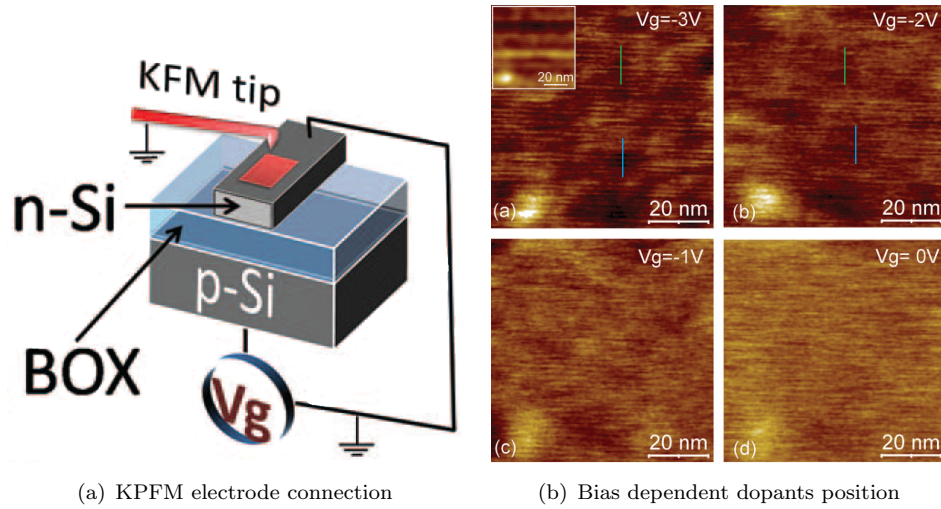 KFM tip
n-Si
BOX
p-Si
Vg
(a) KPFM electrode connection
Vg=-3V
20 nm
(a)
20 nm
Vg=-2V
(b)
20 nm
Vg=-1V
(c)
20 nm
Vg= 0V
(d)
20 nm
(b) Bias dependent dopants position